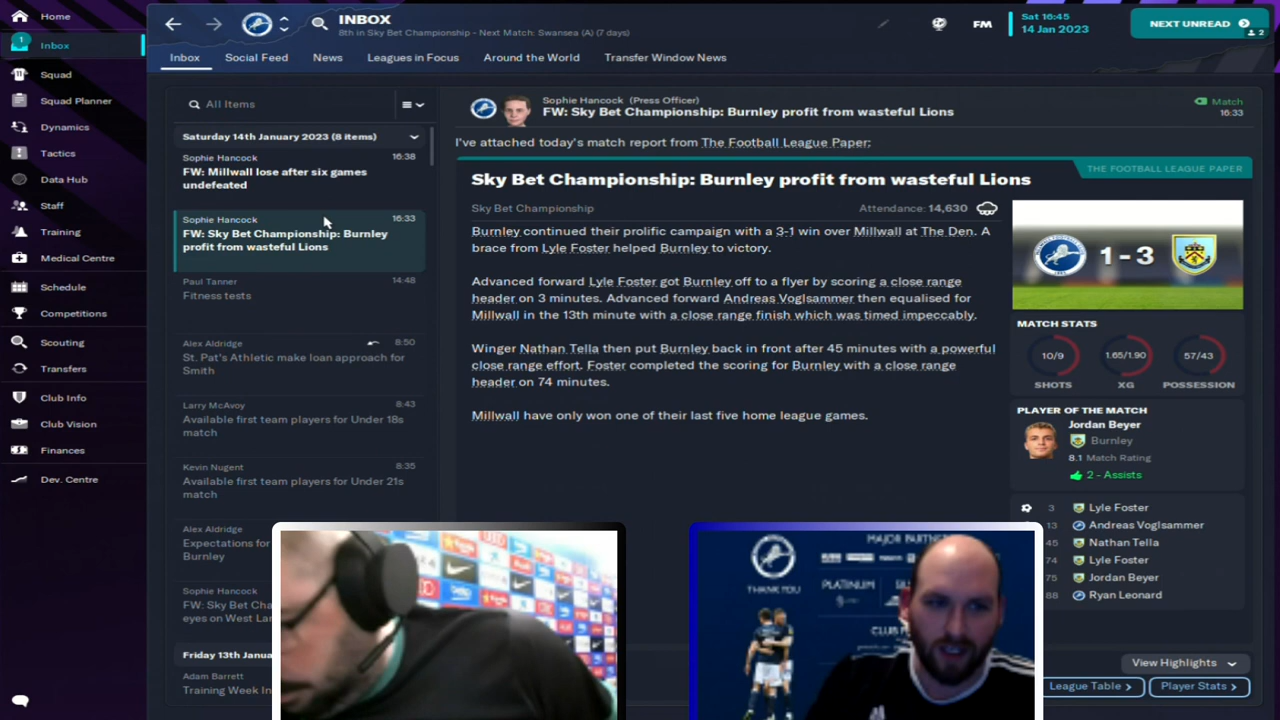 Home
INBOX
8th in Sky Bet Championship - Next Match: Swansea (A) (7 days)
FM
Sat 16:45
14 Jan 2023
NEXT UNREAD
2
1
Inbox
Squad
Squad Planner
Dynamics
Tactics
Data Hub
Staff
Training
Medical Centre
Schedule
Competitions
Scouting
Transfers
Club Info
Club Vision
Finances
Dev. Centre
Inbox
Social Feed
News
Leagues in Focus
Around the World
Transfer Window News
All Items
Saturday 14th January 2023 (8 items)
Sophie Hancock 16:38
FW: Millwall lose after six games
undefeated
Sophie Hancock 16:33
FW: Sky Bet Championship: Burnley
profit from wasteful Lions
Paul Tanner 14:48
Fitness tests
Alex Aldridge 8:50
St. Pat's Athletic make loan approach for
Smith
Larry McAvoy 8:43
Available first team players for Under 18s
match
Kevin Nugent 8:35
Available first team players for Under 21s
match
Alex Aldridge
Expectations for
Burnley
Sophie Hancock
FW: Sky Bet Cha
eyes on West Lan
Friday 13th Janua
Adam Barrett
Training Week In
Sophie Hancock (Press Officer)
FW: Sky Bet Championship: Burnley profit from wasteful Lions
Match
16:33
I've attached today's match report from The Football League Paper:
THE FOOTBALL LEAGUE PAPER
Sky Bet Championship: Burnley profit from wasteful Lions
Sky Bet Championship
Attendance: 14,630
Burnley continued their prolific campaign with a 3-1 win over Millwall at The Den. A
brace from Lyle Foster helped Burnley to victory.
Advanced forward Lyle Foster got Burnley off to a flyer by scoring a close range
header on 3 minutes. Advanced forward Andreas Voglsammer then equalised for
Millwall in the 13th minute with a close range finish which was timed impeccably.
Winger Nathan Tella then put Burnley back in front after 45 minutes with a powerful
close range effort. Foster completed the scoring for Burnley with a close range
header on 74 minutes.
Millwall have only won one of their last five home league games.
1 - 3
MATCH STATS
10/9
1.65/1.90
57/43
SHOTS
XG
POSSESSION
PLAYER OF THE MATCH
Jordan Beyer
Burnley
8.1 Match Rating
2 - Assists
3 Lyle Foster
13 Andreas Voglsammer
45 Nathan Tella
74 Lyle Foster
75 Jordan Beyer
88 Ryan Leonard
View Highlights
League Table
Player Stats
MAJOR PARTNE
THANK YOU
PLATINUM